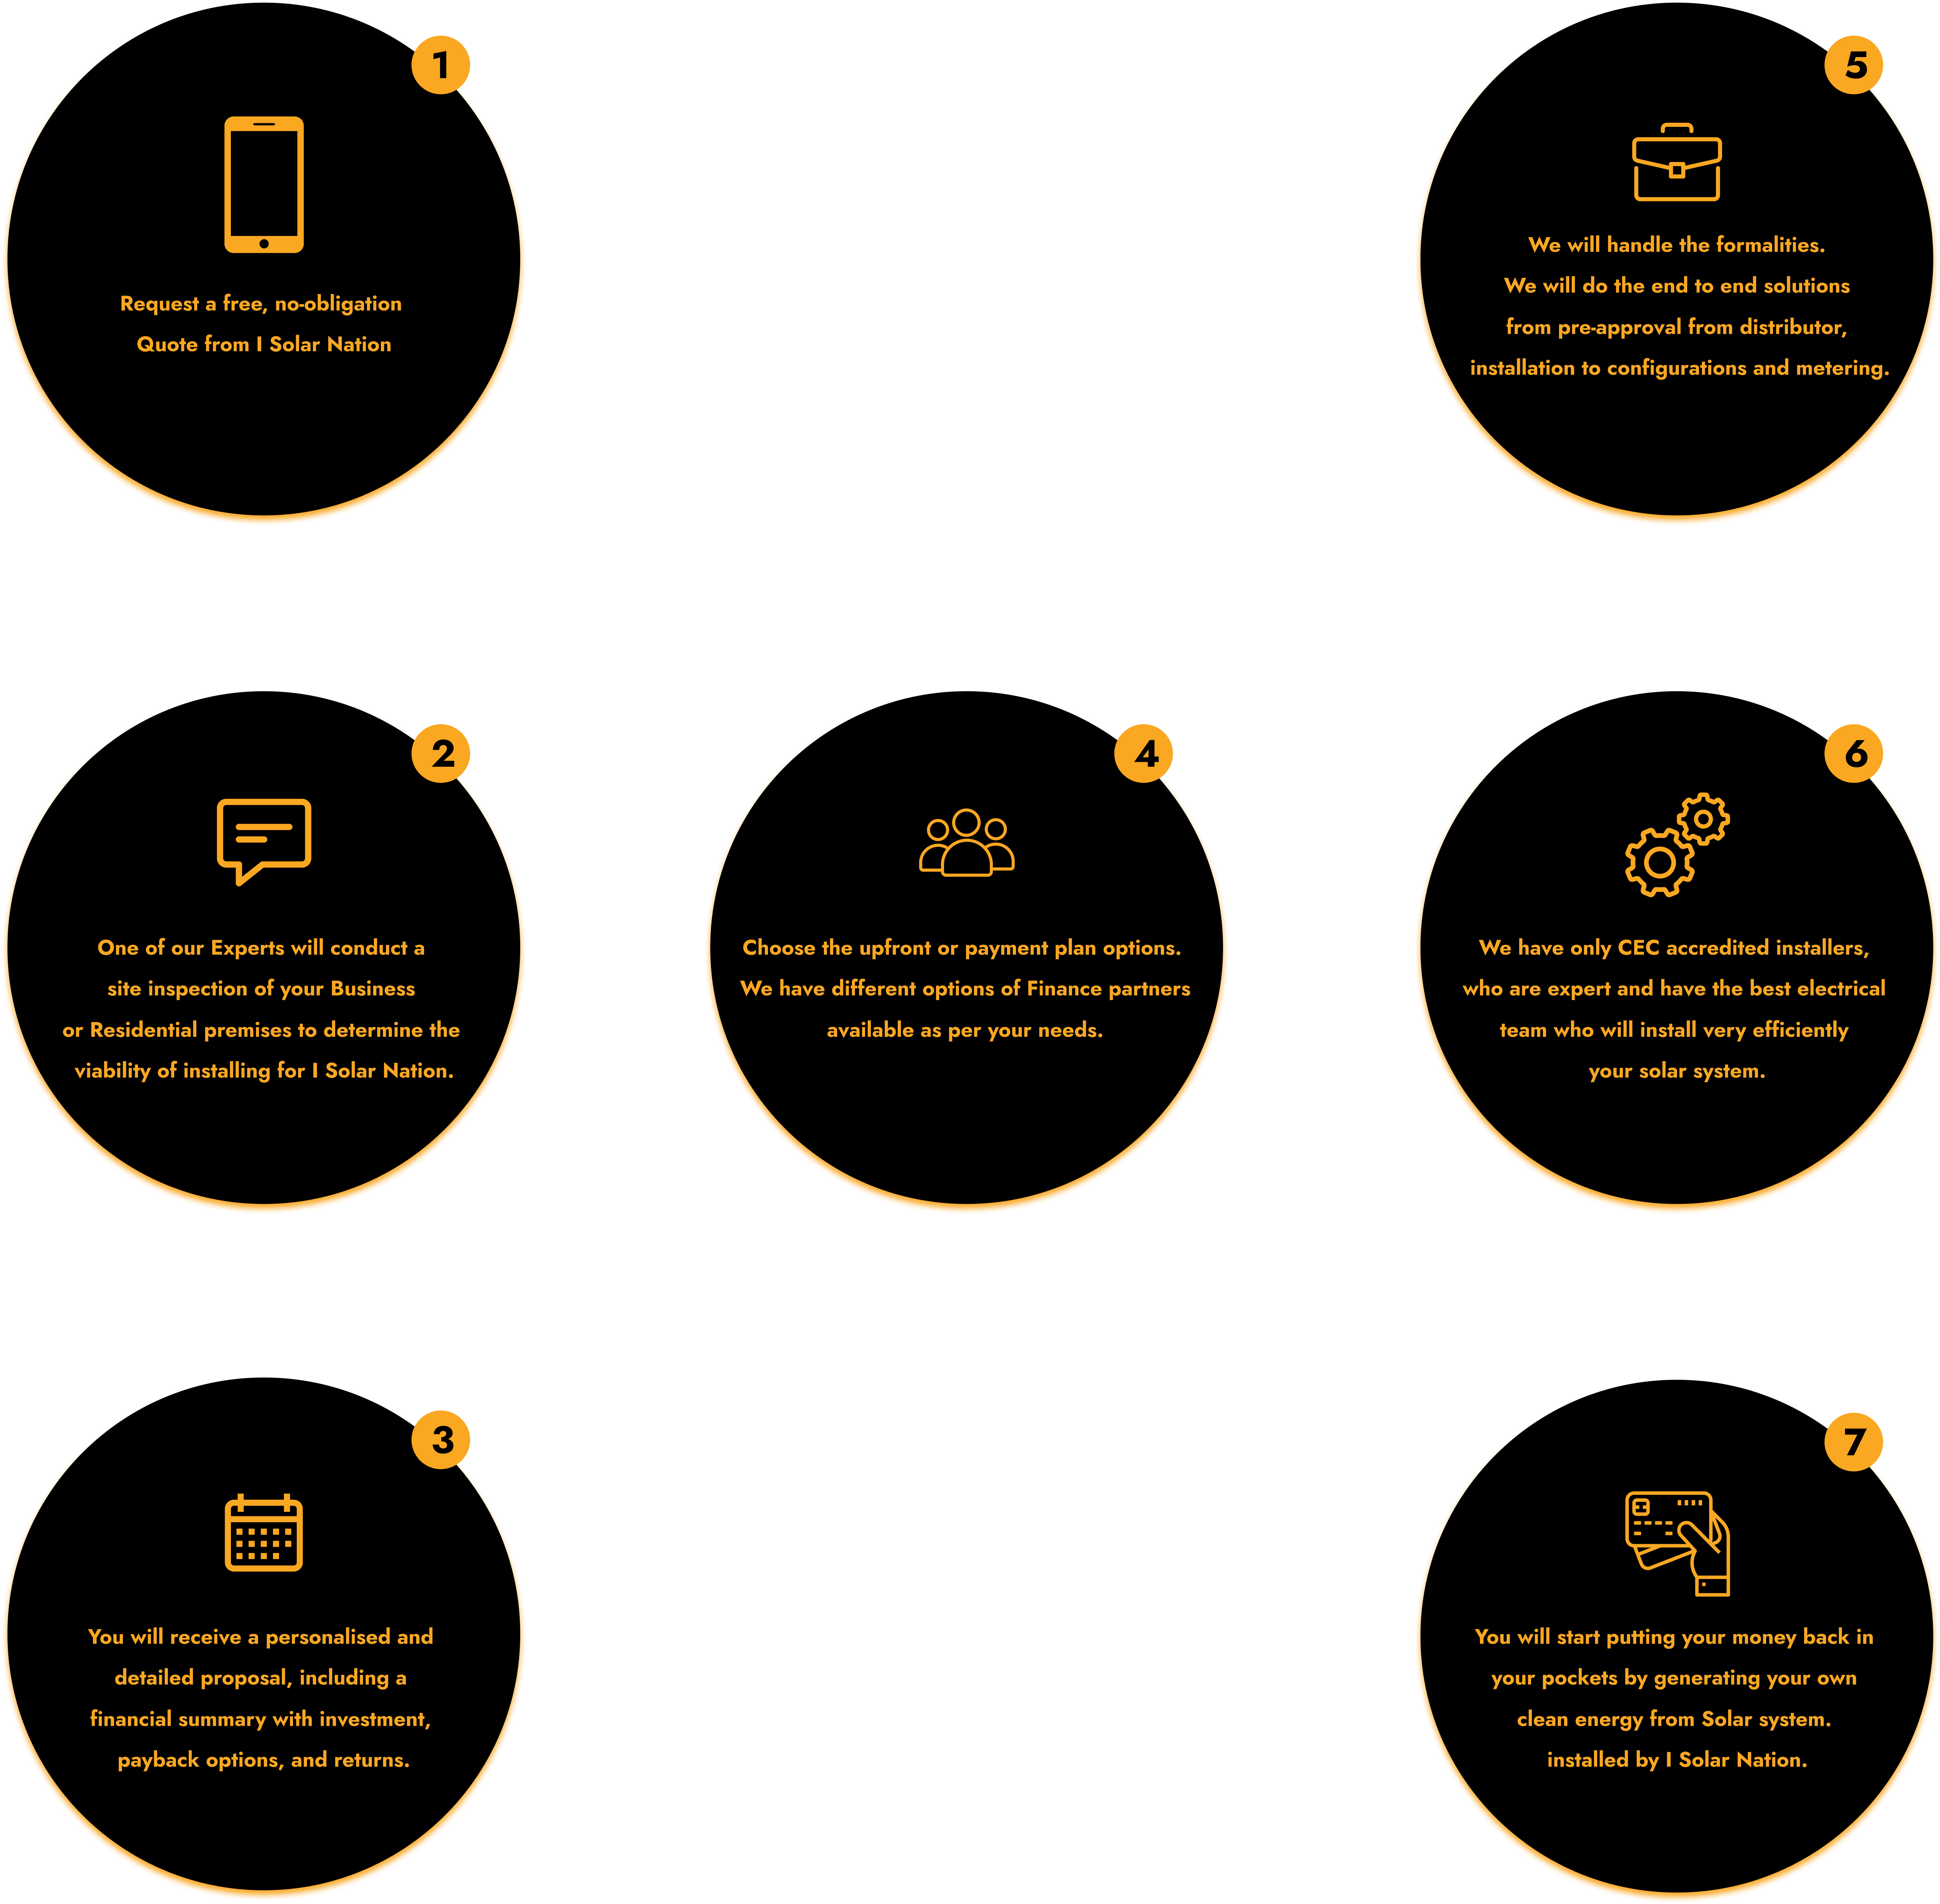 1
Request a free, no-obligation
Quote from I Solar Nation
2
One of our Experts will conduct a
site inspection of your Business
or Residential premises to determine the
viability of installing for I Solar Nation.
3
You will receive a personalised and
detailed proposal, including a
financial summary with investment,
payback options, and returns.
4
Choose the upfront or payment plan options.
We have different options of Finance partners
available as per your needs.
5
We will handle the formalities.
We will do the end to end solutions
from pre-approval from distributor,
installation to configurations and metering.
6
We have only CEC accredited installers,
who are expert and have the best electrical
team who will install very efficiently
your solar system.
7
You will start putting your money back in
your pockets by generating your own
clean energy from Solar system.
installed by I Solar Nation.